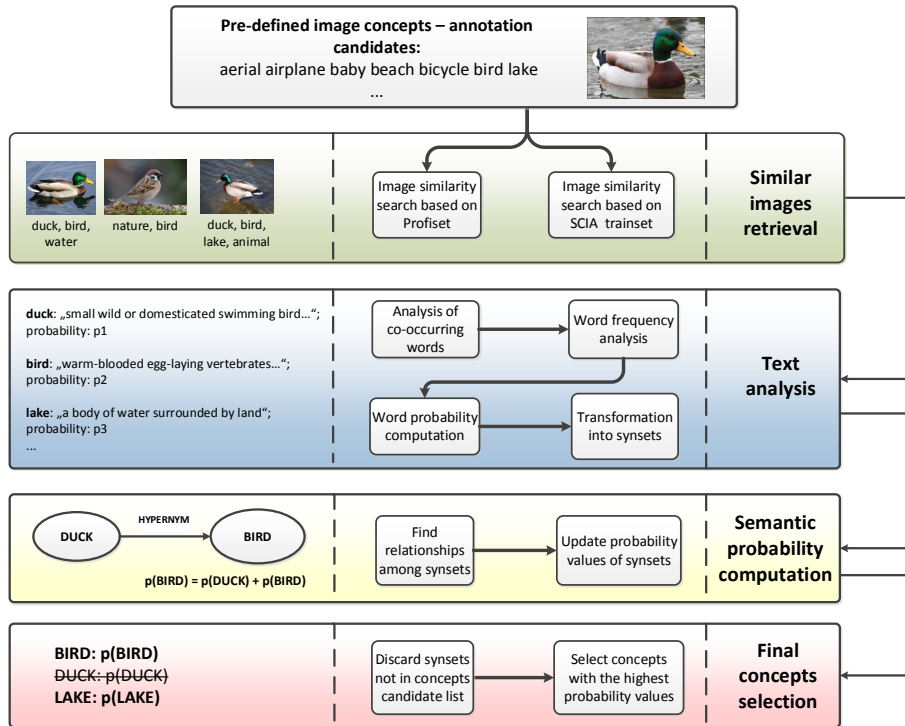 Pre-defined image concepts – annotation
candidates:
aerial airplane baby beach bicycle bird lake
...
duck, bird,
water
nature, bird
duck, bird,
lake, animal
Image similarity
search based on
Profiset
Image similarity
search based on
SCIA trainset
Similar
images
retrieval
duck: „small wild or domesticated swimming bird...“;
probability: p1
bird: „warm-blooded egg-laying vertebrates...“;
probability: p2
lake: „a body of water surrounded by land“;
probability: p3
...
Analysis of
co-occurring
words
Word frequency
analysis
Word probability
computation
Transformation
into synsets
Text
analysis
DUCK
HYPERNYM
BIRD
p(BIRD) = p(DUCK) + p(BIRD)
Find
relationships
among synsets
Update probability
values of synsets
Semantic
probability
computation
BIRD: p(BIRD)
DUCK: p(DUCK)
LAKE: p(LAKE)
Discard synsets
not in concepts
candidate list
Select concepts
with the highest
probability values
Final
concepts
selection